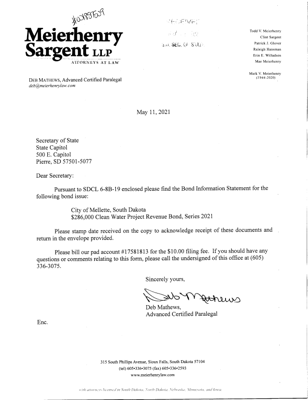 Meierhenry
Sargent LLP
ATTORNEYS AT LAW
Todd V. Meierhenry
Clint Sargent
Patrick J. Glover
Raleigh Hansman
Erin E. Willadsen
Mae Meierhenry
Mark V. Meierhenry
(1944-2020)
Deb MATHEWS, Advanced Certified Paralegal
deb@meierhenrylaw.com
May 11, 2021
Secretary of State
State Capitol
500 E. Capitol
Pierre, SD 57501-5077
Dear Secretary:
Pursuant to SDCL 6-8B-19 enclosed please find the Bond Information Statement for the
following bond issue:
City of Mellette, South Dakota
$286,000 Clean Water Project Revenue Bond, Series 2021
Please stamp date received on the copy to acknowledge receipt of these documents and
return in the envelope provided.
Please bill our pad account #17581813 for the $10.00 filing fee. If you should have any
questions or comments relating to this form, please call the undersigned of this office at (605)
336-3075.
Sincerely yours,
Deb Mathews
Deb Mathews,
Advanced Certified Paralegal
Enc.
315 South Phillips Avenue, Sioux Falls, South Dakota 57104
(tel) 605-336-3075 (fax) 605-336-2593
www.meierhenrylaw.com